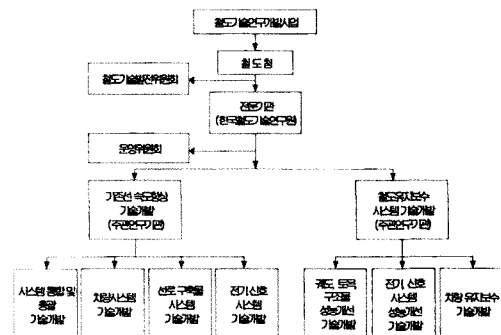 철도기술연구개발사업
철 도 청
철도기술발전위원회
전문기관
(한국철도기술연구원)
운영위원회
기존선 속도향상
기술개발
(주관연구기관)
철도유지보수
시스템 기술개발
(주관연구기관)
시스템 통합 및
총괄
기술개발
차량시스템
기술개발
선로 구축물
시스템
기술개발
전기 신호
시스템
기술개발
궤도, 토목
구조물
성능개선
기술개발
전기, 신호
시스템
성능개선
기술개발
차량 유지보수
기술개발